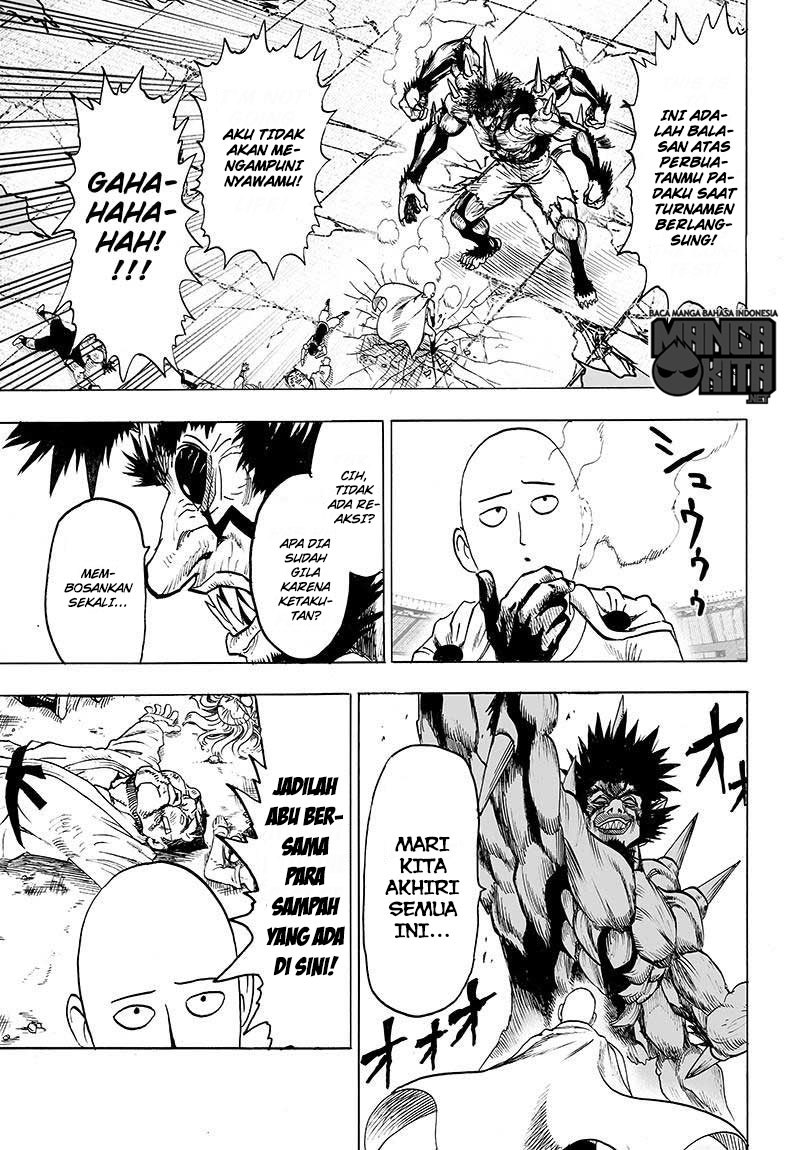 INI ADA-
LAH BALA-
SAN ATAS
PERBUA-
TANMU PA-
DAKU SAAT
TURNAMEN
BERLANG-
SUNG!
AKU TIDAK
AKAN ME-
NGAMPUNI
NYAWAMU!
GAHA-
HAHA-
HAH!
!!!
BACA MANGA BAHASA INDONESIA
MANGA
KITA
.NET
シュウゥゥ
CIH,
TIDAK
ADA RE-
AKSI?
APA DIA
SUDAH
GILA
KARENA
KETAKU-
TAN?
MEM-
BOSANKAN
SEKALI...
オオ
MARI
KITA
AKHIRI
SEMUA
INI...
オオオ
JADILAH
ABU BER-
SAMA
PARA
SAMPAH
YANG ADA
DI SINI!